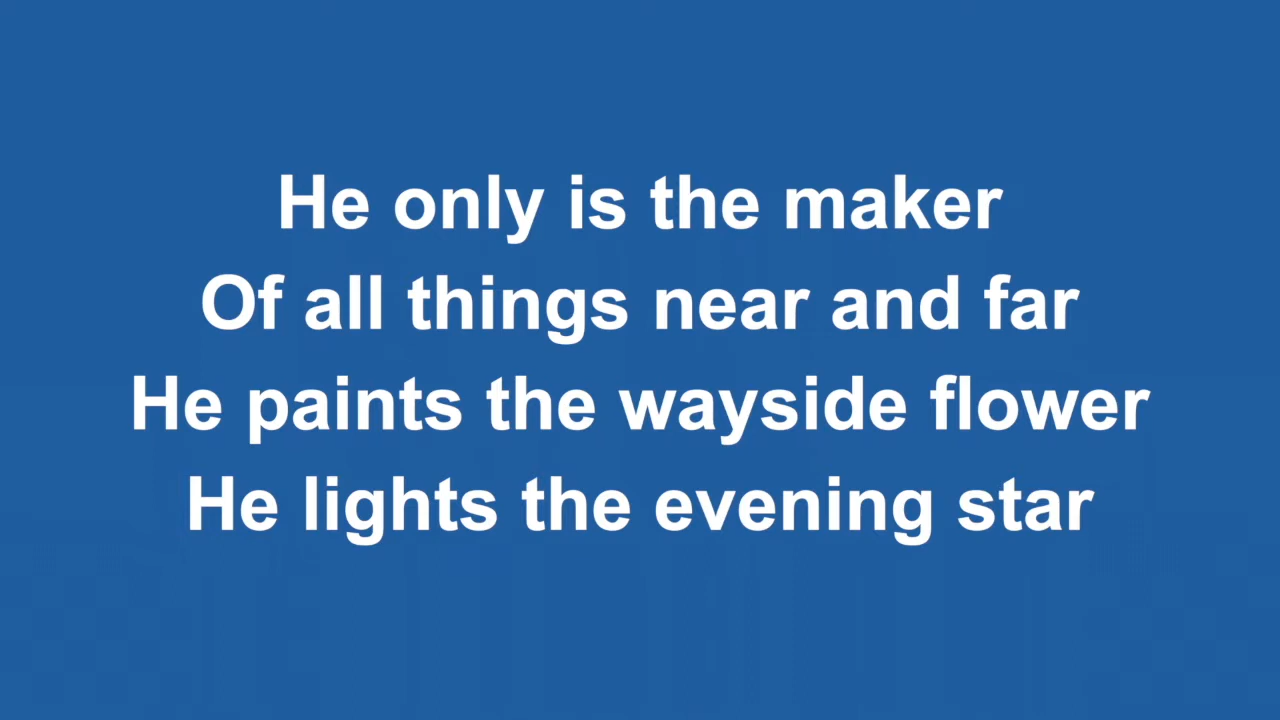 He only is the maker
Of all things near and far
He paints the wayside flower
He lights the evening star